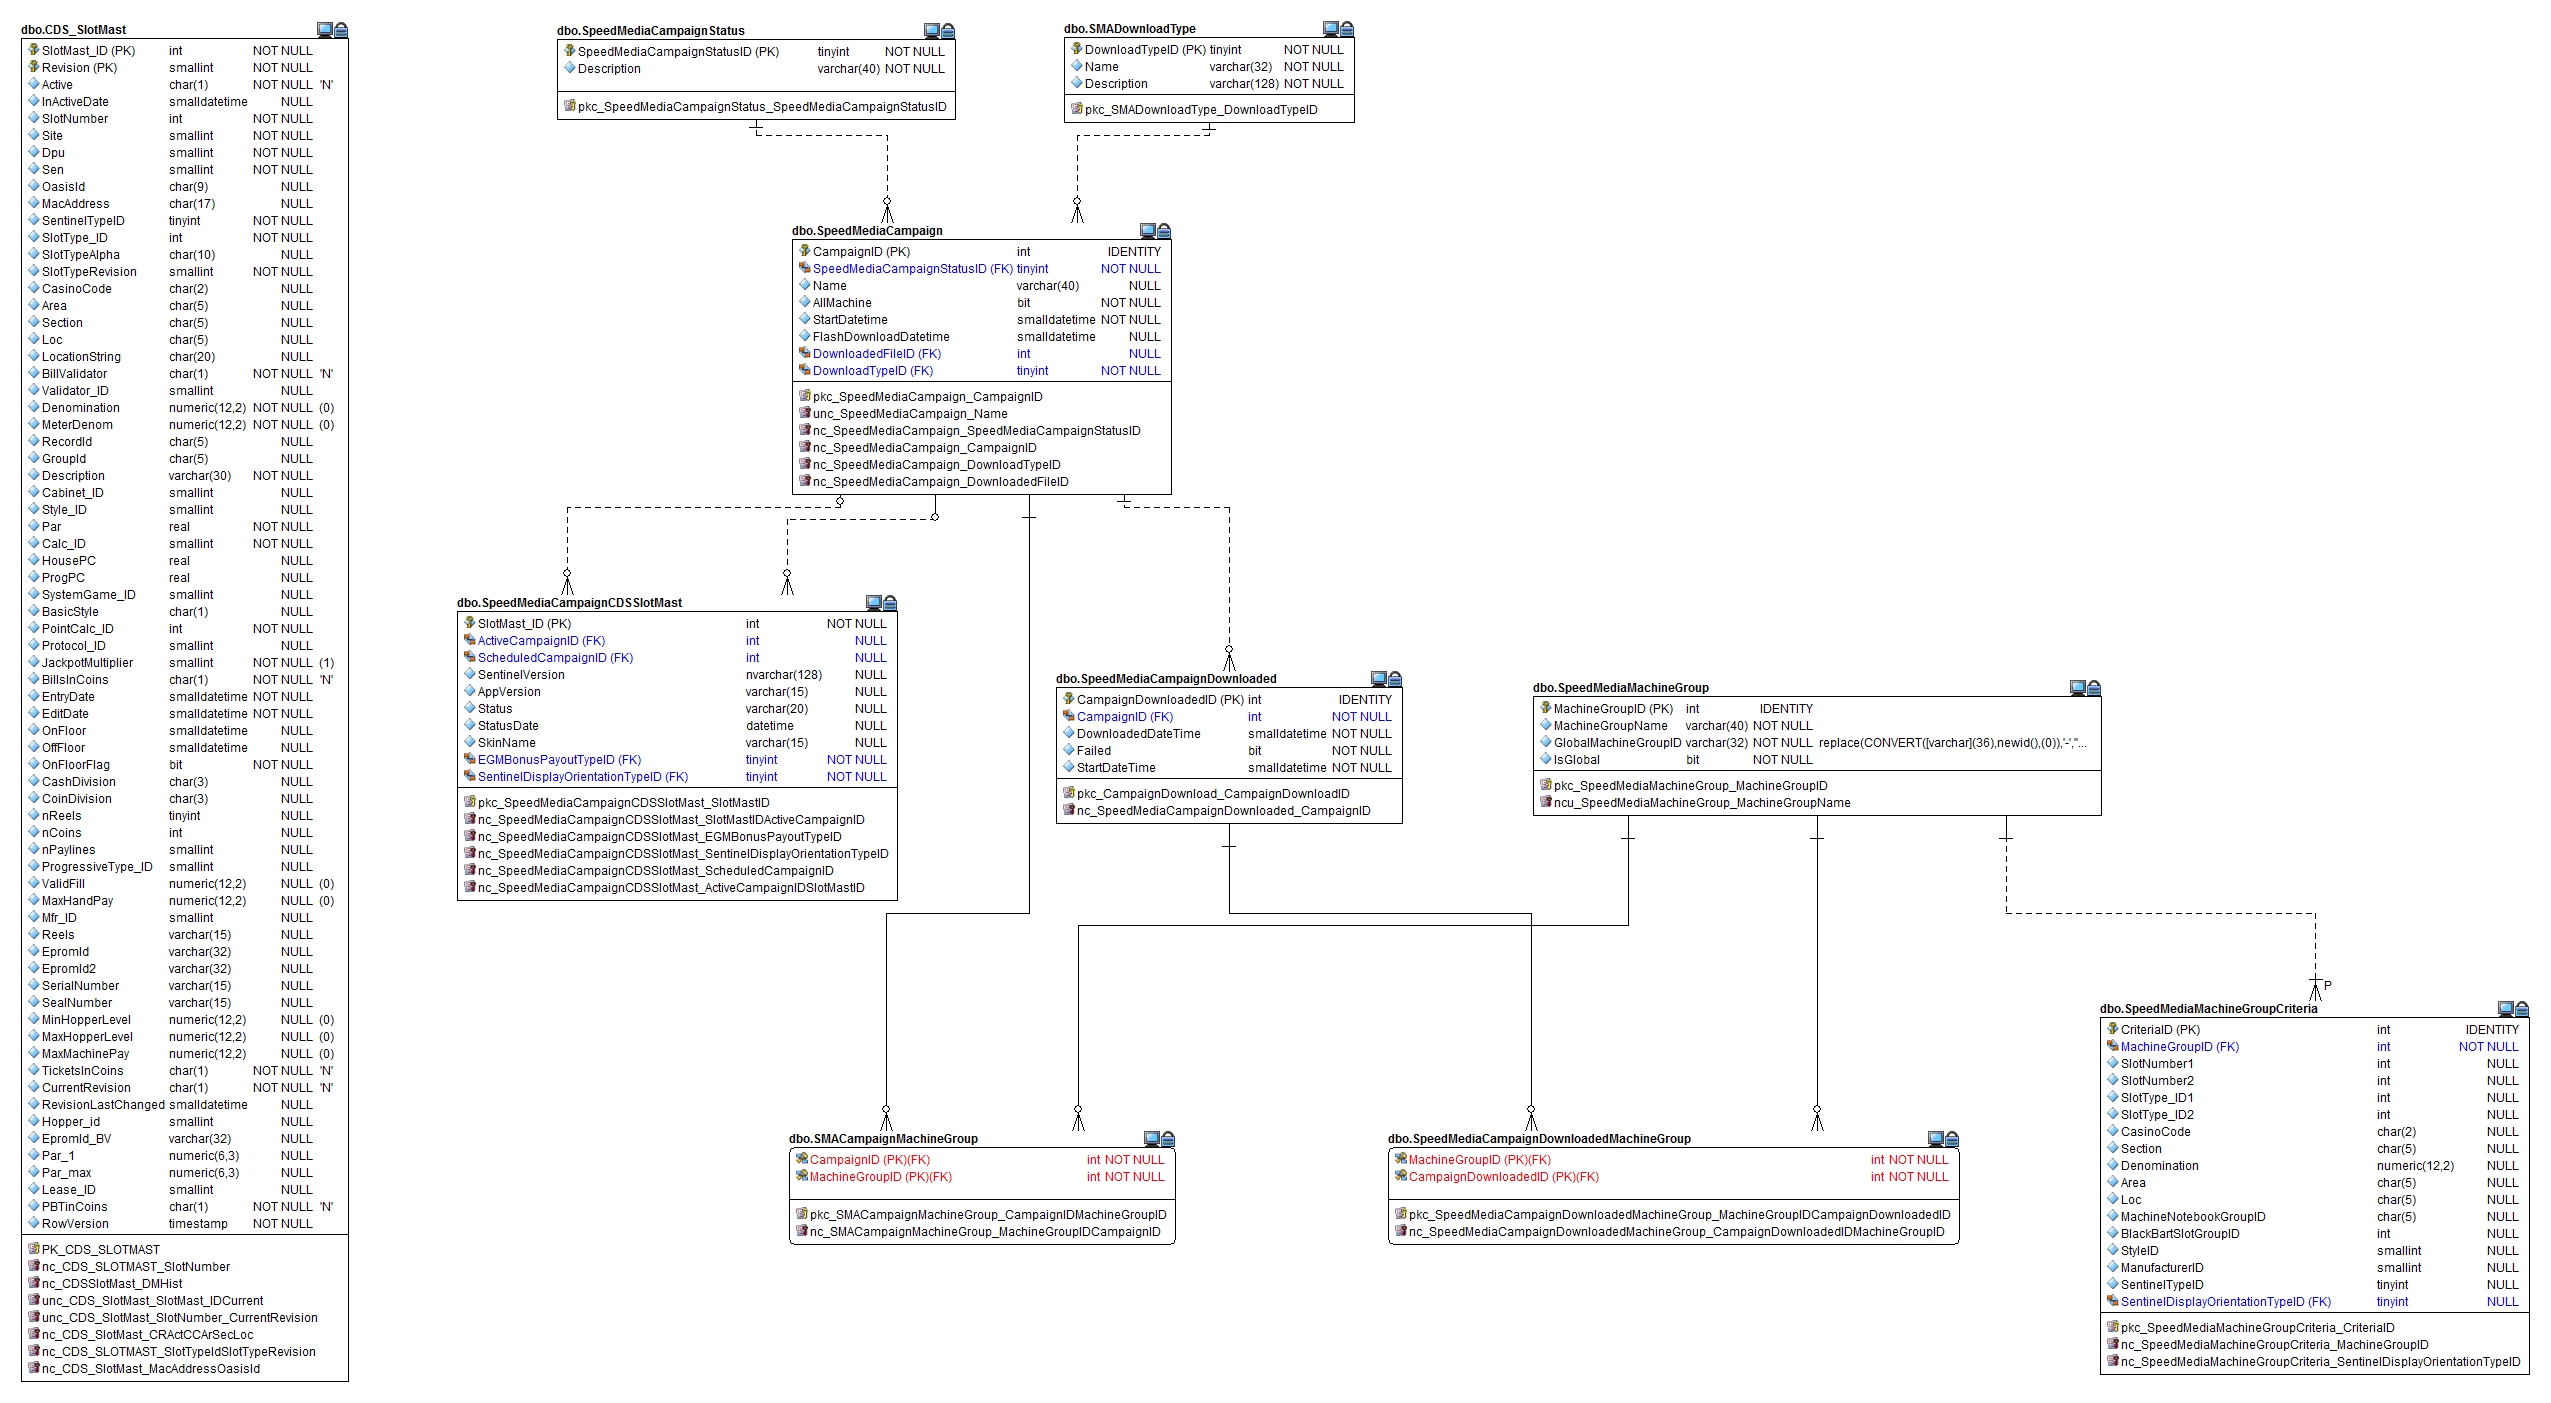 dbo.CDS_SlotMast
SlotMast_ID (PK) int NOT NULL
Revision (PK) smallint NOT NULL
Active char(1) NOT NULL 'N'
InActiveDate smalldatetime NULL
SlotNumber int NOT NULL
Site smallint NOT NULL
Dpu smallint NOT NULL
Sen smallint NOT NULL
OasisId char(9) NULL
MacAddress char(17) NULL
SentinelTypeID tinyint NOT NULL
SlotType_ID int NOT NULL
SlotTypeAlpha char(10) NULL
SlotTypeRevision smallint NOT NULL
CasinoCode char(2) NULL
Area char(5) NULL
Section char(5) NULL
Loc char(5) NULL
LocationString char(20) NULL
BillValidator char(1) NOT NULL 'N'
Validator_ID smallint NULL
Denomination numeric(12,2) NOT NULL (0)
MeterDenom numeric(12,2) NOT NULL (0)
RecordId char(5) NULL
GroupId char(5) NULL
Description varchar(30) NOT NULL
Cabinet_ID smallint NULL
Style_ID smallint NULL
Par real NOT NULL
Calc_ID smallint NOT NULL
HousePC real NULL
ProgPC real NULL
SystemGame_ID smallint NULL
BasicStyle char(1) NULL
PointCalc_ID int NOT NULL
Protocol_ID smallint NULL
JackpotMultiplier smallint NOT NULL (1)
BillsInCoins char(1) NOT NULL 'N'
EntryDate smalldatetime NOT NULL
EditDate smalldatetime NOT NULL
OnFloor smalldatetime NULL
OffFloor smalldatetime NULL
OnFloorFlag bit NOT NULL
CashDivision char(3) NULL
CoinDivision char(3) NULL
nReels tinyint NULL
nCoins int NULL
nPaylines smallint NULL
ProgressiveType_ID smallint NULL
ValidFill numeric(12,2) NULL (0)
MaxHandPay numeric(12,2) NULL (0)
Mfr_ID smallint NULL
Reels varchar(15) NULL
EpromId varchar(32) NULL
EpromId2 varchar(32) NULL
SerialNumber varchar(15) NULL
SealNumber varchar(15) NULL
MinHopperLevel numeric(12,2) NULL (0)
MaxHopperLevel numeric(12,2) NULL (0)
MaxMachinePay numeric(12,2) NULL (0)
TicketsInCoins char(1) NOT NULL 'N'
CurrentRevision char(1) NOT NULL 'N'
RevisionLastChanged smalldatetime NULL
Hopper_id smallint NULL
EpromId_BV varchar(32) NULL
Par_1 numeric(6,3) NULL
Par_max numeric(6,3) NULL
Lease_ID smallint NULL
PBTinCoins char(1) NOT NULL 'N'
RowVersion timestamp NOT NULL
PK_CDS_SLOTMAST
nc_CDS_SLOTMAST_SlotNumber
nc_CDSSlotMast_DMHist
unc_CDS_SlotMast_SlotMast_IDCurrent
unc_CDS_SlotMast_SlotNumber_CurrentRevision
nc_CDS_SlotMast_CRActCCArSecLoc
nc_CDS_SLOTMAST_SlotTypeIdSlotTypeRevision
nc_CDS_SlotMast_MacAddressOasisId
dbo.SpeedMediaCampaignStatus
SpeedMediaCampaignStatusID (PK) tinyint NOT NULL
Description varchar(40) NOT NULL
pkc_SpeedMediaCampaignStatus_SpeedMediaCampaignStatusID
dbo.SMADownloadType
DownloadTypeID (PK) tinyint NOT NULL
Name varchar(32) NOT NULL
Description varchar(128) NOT NULL
pkc_SMADownloadType_DownloadTypeID
dbo.SpeedMediaCampaign
CampaignID (PK) int IDENTITY
SpeedMediaCampaignStatusID (FK) tinyint NOT NULL
Name varchar(40) NULL
AllMachine bit NOT NULL
StartDatetime smalldatetime NOT NULL
FlashDownloadDatetime smalldatetime NULL
DownloadedFileID (FK) int NULL
DownloadTypeID (FK) tinyint NOT NULL
pkc_SpeedMediaCampaign_CampaignID
unc_SpeedMediaCampaign_Name
nc_SpeedMediaCampaign_SpeedMediaCampaignStatusID
nc_SpeedMediaCampaign_CampaignID
nc_SpeedMediaCampaign_DownloadTypeID
nc_SpeedMediaCampaign_DownloadedFileID
dbo.SpeedMediaCampaignCDSSlotMast
SlotMast_ID (PK) int NOT NULL
ActiveCampaignID (FK) int NULL
ScheduledCampaignID (FK) int NULL
SentinelVersion nvarchar(128) NULL
AppVersion varchar(15) NULL
Status varchar(20) NULL
StatusDate datetime NULL
SkinName varchar(15) NULL
EGMBonusPayoutTypeID (FK) tinyint NOT NULL
SentinelDisplayOrientationTypeID (FK) tinyint NOT NULL
pkc_SpeedMediaCampaignCDSSlotMast_SlotMastID
nc_SpeedMediaCampaignCDSSlotMast_SlotMastIDActiveCampaignID
nc_SpeedMediaCampaignCDSSlotMast_EGMBonusPayoutTypeID
nc_SpeedMediaCampaignCDSSlotMast_SentinelDisplayOrientationTypeID
nc_SpeedMediaCampaignCDSSlotMast_ScheduledCampaignID
nc_SpeedMediaCampaignCDSSlotMast_ActiveCampaignIDSlotMastID
dbo.SpeedMediaCampaignDownloaded
CampaignDownloadedID (PK) int IDENTITY
CampaignID (FK) int NOT NULL
DownloadedDateTime smalldatetime NOT NULL
Failed bit NOT NULL
StartDateTime smalldatetime NOT NULL
pkc_CampaignDownload_CampaignDownloadID
nc_SpeedMediaCampaignDownloaded_CampaignID
dbo.SpeedMediaMachineGroup
MachineGroupID (PK) int IDENTITY
MachineGroupName varchar(40) NOT NULL
GlobalMachineGroupID varchar(32) NOT NULL replace(CONVERT([varchar](36),newid(),(0)),'-',''...
IsGlobal bit NOT NULL
pkc_SpeedMediaMachineGroup_MachineGroupID
ncu_SpeedMediaMachineGroup_MachineGroupName
P
dbo.SpeedMediaMachineGroupCriteria
CriteriaID (PK) int IDENTITY
MachineGroupID (FK) int NOT NULL
SlotNumber1 int NULL
SlotNumber2 int NULL
SlotType_ID1 int NULL
SlotType_ID2 int NULL
CasinoCode char(2) NULL
Section char(5) NULL
Denomination numeric(12,2) NULL
Area char(5) NULL
Loc char(5) NULL
MachineNotebookGroupID char(5) NULL
BlackBartSlotGroupID int NULL
StyleID smallint NULL
ManufacturerID smallint NULL
SentinelTypeID tinyint NULL
SentinelDisplayOrientationTypeID (FK) tinyint NULL
pkc_SpeedMediaMachineGroupCriteria_CriteriaID
nc_SpeedMediaMachineGroupCriteria_MachineGroupID
nc_SpeedMediaMachineGroupCriteria_SentinelDisplayOrientationTypeID
dbo.SMACampaignMachineGroup
CampaignID (PK)(FK) int NOT NULL
MachineGroupID (PK)(FK) int NOT NULL
pkc_SMACampaignMachineGroup_CampaignIDMachineGroupID
nc_SMACampaignMachineGroup_MachineGroupIDCampaignID
dbo.SpeedMediaCampaignDownloadedMachineGroup
MachineGroupID (PK)(FK) int NOT NULL
CampaignDownloadedID (PK)(FK) int NOT NULL
pkc_SpeedMediaCampaignDownloadedMachineGroup_MachineGroupIDCampaignDownloadedID
nc_SpeedMediaCampaignDownloadedMachineGroup_CampaignDownloadedIDMachineGroupID